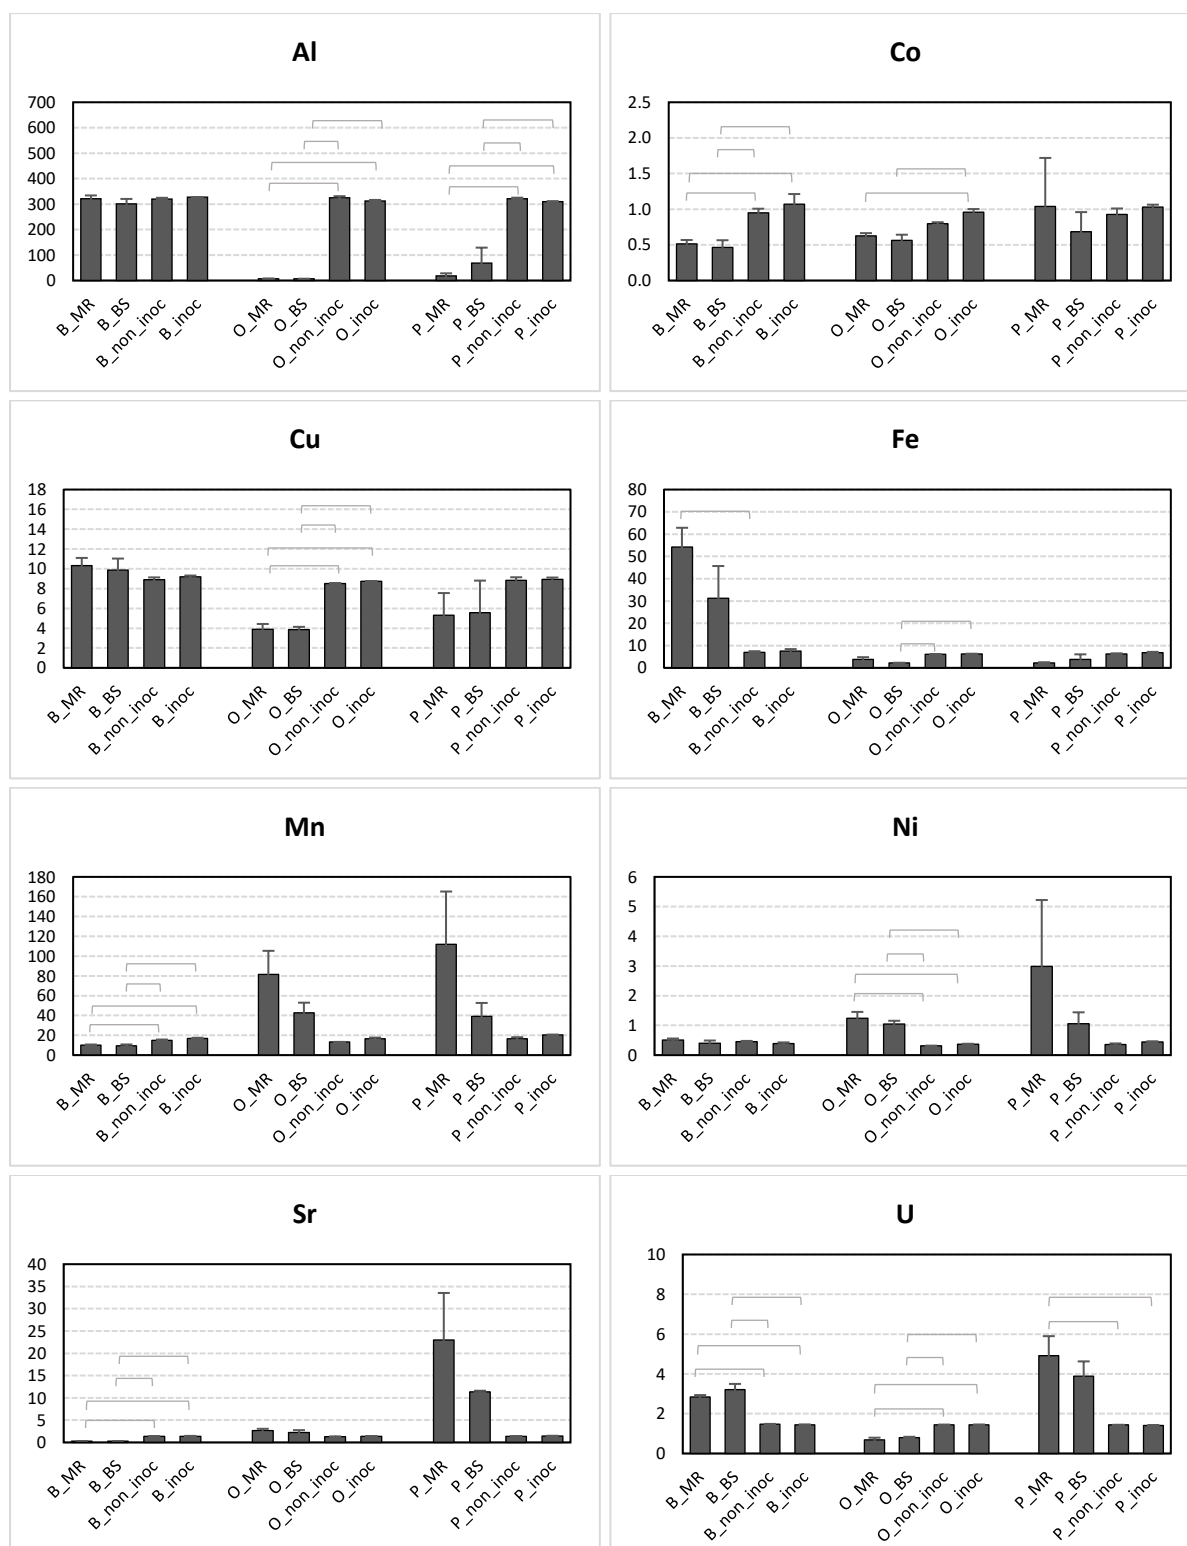 Al
700
600
500
400
300
200
100
0
B_MR
B_BS
B_non_inoc
B_inoc
O_MR
O_BS
O_non_inoc
O_inoc
P_MR
P_BS
P_non_inoc
P_inoc
Co
2.5
2.0
1.5
1.0
0.5
0.0
B_MR
B_BS
B_non_inoc
B_inoc
O_MR
O_BS
O_non_inoc
O_inoc
P_MR
P_BS
P_non_inoc
P_inoc
Cu
18
16
14
12
10
8
6
4
2
0
B_MR
B_BS
B_non_inoc
B_inoc
O_MR
O_BS
O_non_inoc
O_inoc
P_MR
P_BS
P_non_inoc
P_inoc
Fe
80
70
60
50
40
30
20
10
0
B_MR
B_BS
B_non_inoc
B_inoc
O_MR
O_BS
O_non_inoc
O_inoc
P_MR
P_BS
P_non_inoc
P_inoc
Mn
180
160
140
120
100
80
60
40
20
0
B_MR
B_BS
B_non_inoc
B_inoc
O_MR
O_BS
O_non_inoc
O_inoc
P_MR
P_BS
P_non_inoc
P_inoc
Ni
6
5
4
3
2
1
0
B_MR
B_BS
B_non_inoc
B_inoc
O_MR
O_BS
O_non_inoc
O_inoc
P_MR
P_BS
P_non_inoc
P_inoc
Sr
40
35
30
25
20
15
10
5
0
B_MR
B_BS
B_non_inoc
B_inoc
O_MR
O_BS
O_non_inoc
O_inoc
P_MR
P_BS
P_non_inoc
P_inoc
U
10
8
6
4
2
0
B_MR
B_BS
B_non_inoc
B_inoc
O_MR
O_BS
O_non_inoc
O_inoc
P_MR
P_BS
P_non_inoc
P_inoc